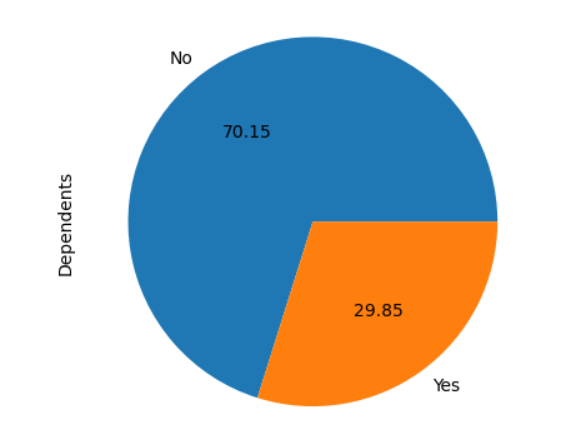 No
70.15
Dependents
29.85
Yes